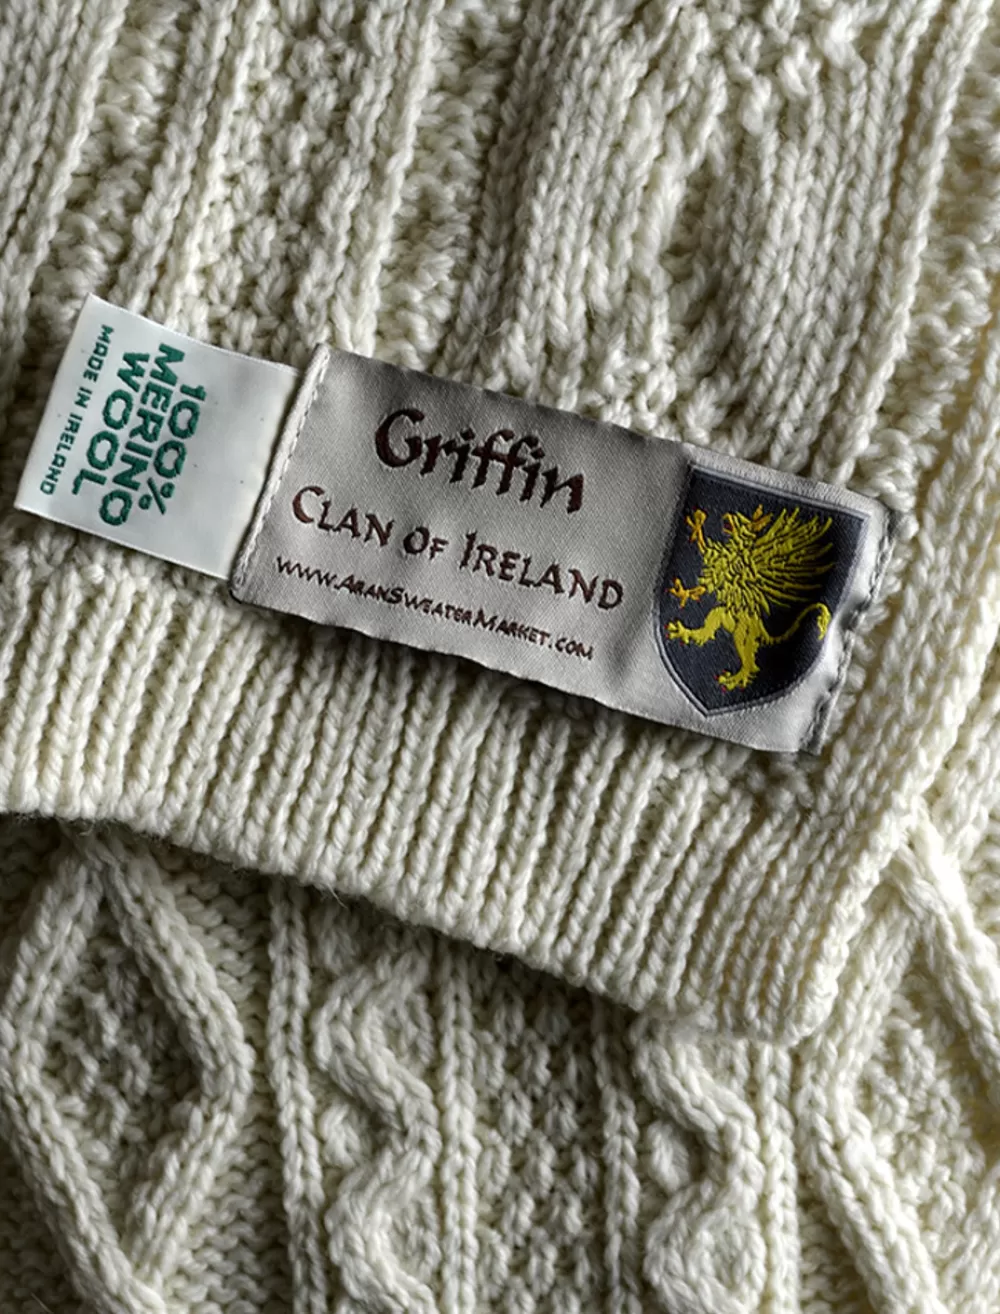 100%
MERINO
WOOL
MADE IN IRELAND
Griffin
CLAN OF IRELAND
WWW.ARANSWEATERMARKET.COM